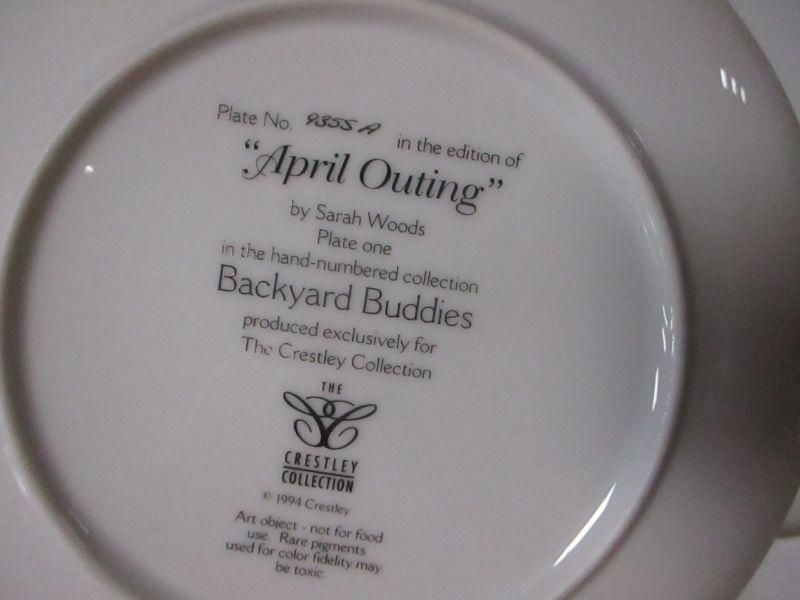 Plate No. 9355 A in the edition of
"April Outing"
by Sarah Woods
Plate one
in the hand-numbered collection
Backyard Buddies
produced exclusively for
The Crestley Collection
THE
CRESTLEY
COLLECTION
© 1994 Crestley
Art object - not for food
use. Rare pigments
used for color fidelity may
be toxic.